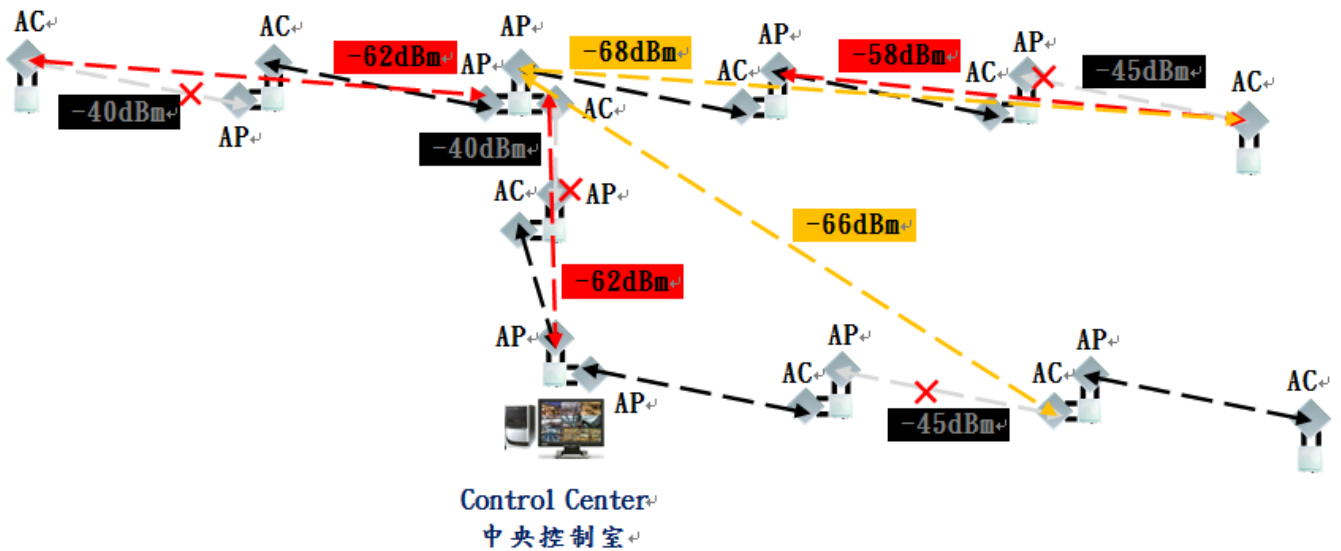 AC
AC
AP
AP
AP
-62dBm
-68dBm
-58dBm
-45dBm
AP
AC
AC
AC
-40dBm
AP
-40dBm
AC
AC
AP
-66dBm
-62dBm
AP
AP
AP
AC
AC
AC
AP
-45dBm
Control Center
中央控制室